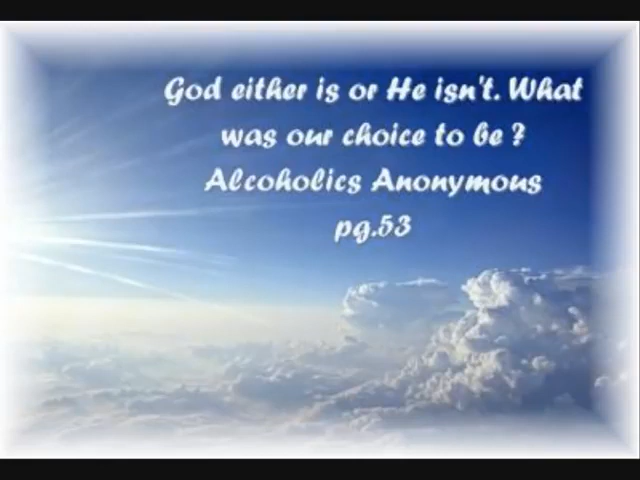 God either is or He isn't. What
was our choice to be ?
Alcoholics Anonymous
pg.53